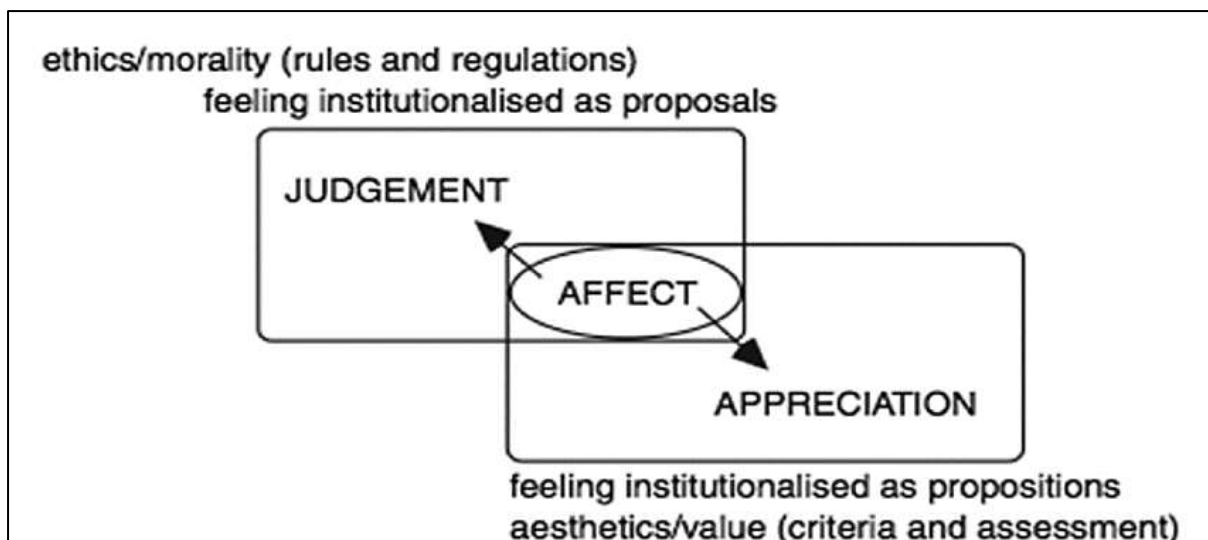 ethics/morality (rules and regulations)
feeling institutionalised as proposals
JUDGEMENT
AFFECT
APPRECIATION
feeling institutionalised as propositions
aesthetics/value (criteria and assessment)